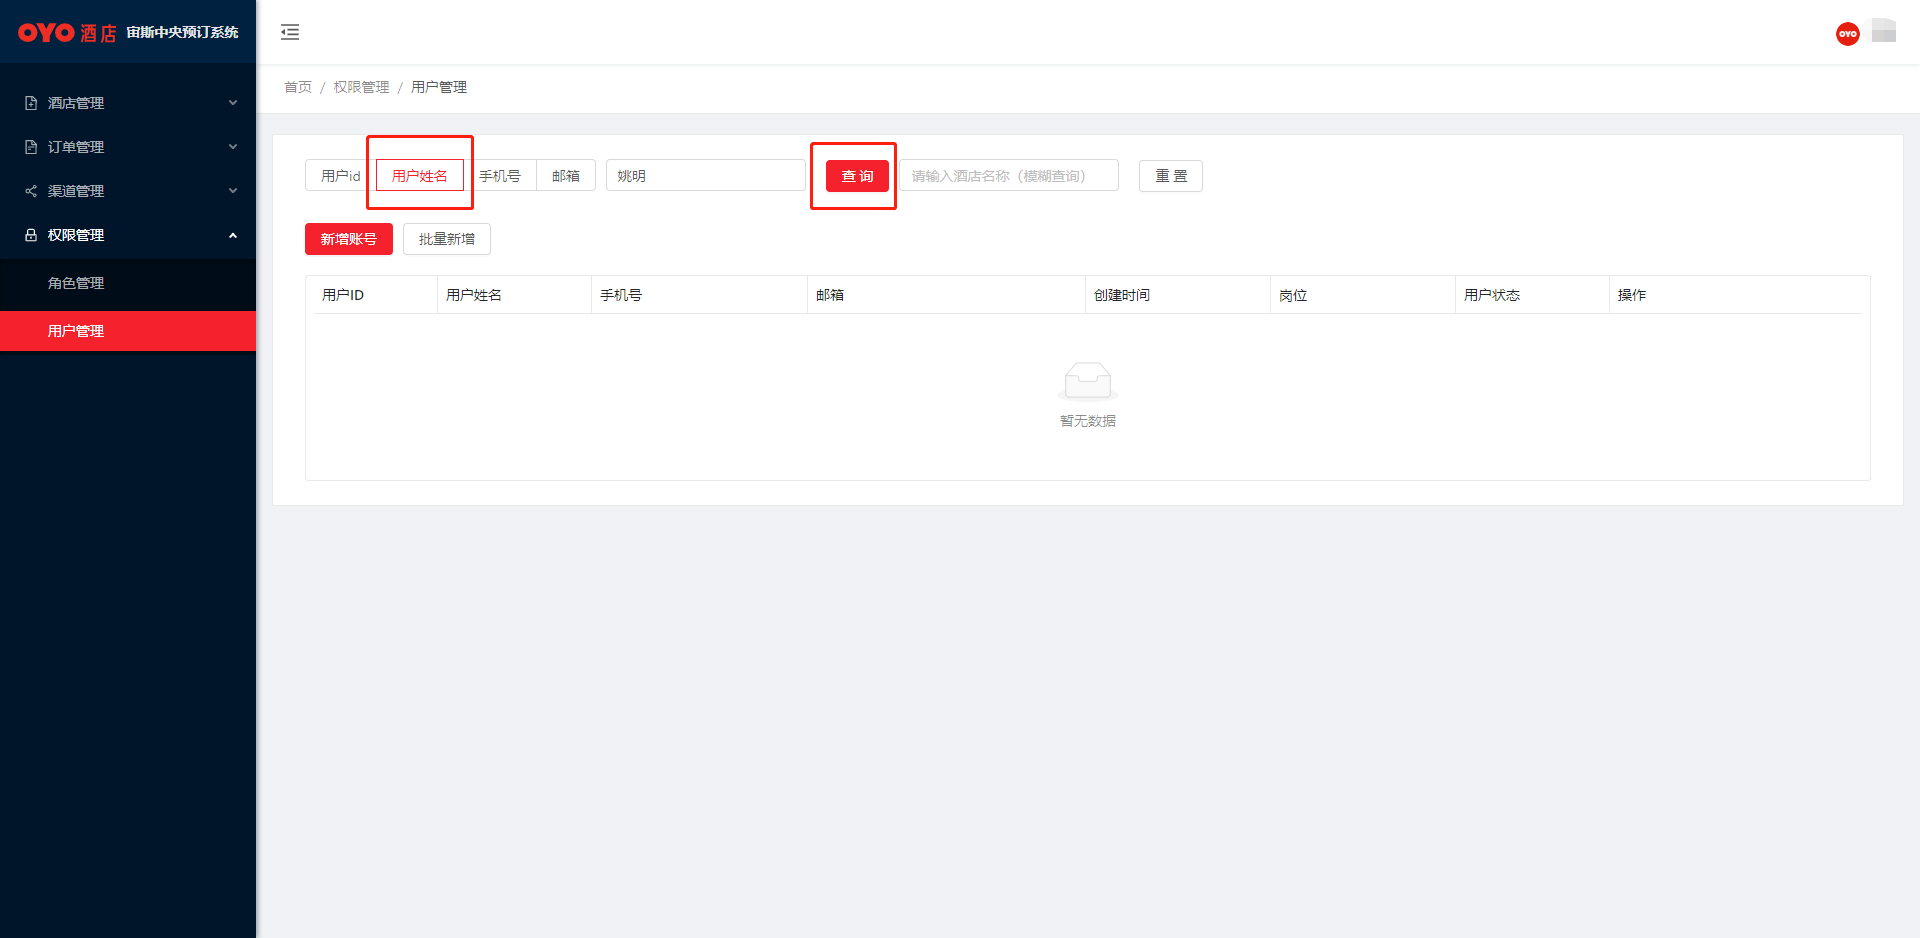 OYO 酒店 宙斯中央预订系统
OYO
首页 / 权限管理 / 用户管理
酒店管理
订单管理
渠道管理
权限管理
角色管理
用户管理
用户id 用户姓名 手机号 邮箱 姚明 查询 请输入酒店名称（模糊查询） 重置
新增账号 批量新增
用户ID 用户姓名 手机号 邮箱 创建时间 岗位 用户状态 操作
暂无数据